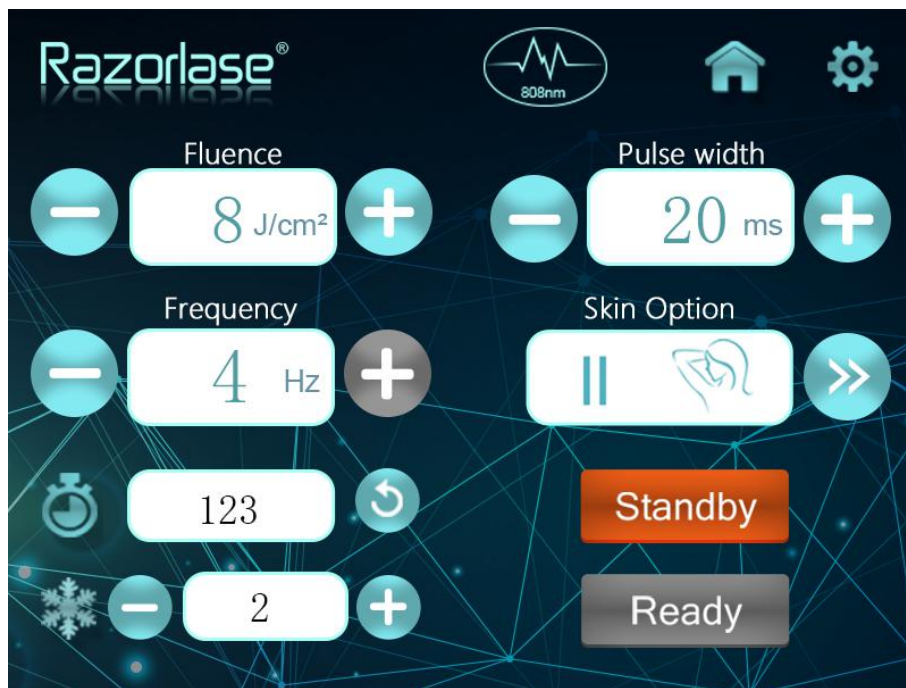 Razorlase®
808nm
Fluence
Pulse width
8 J/cm²
20 ms
Frequency
Skin Option
4 Hz
II
123
Standby
2
Ready